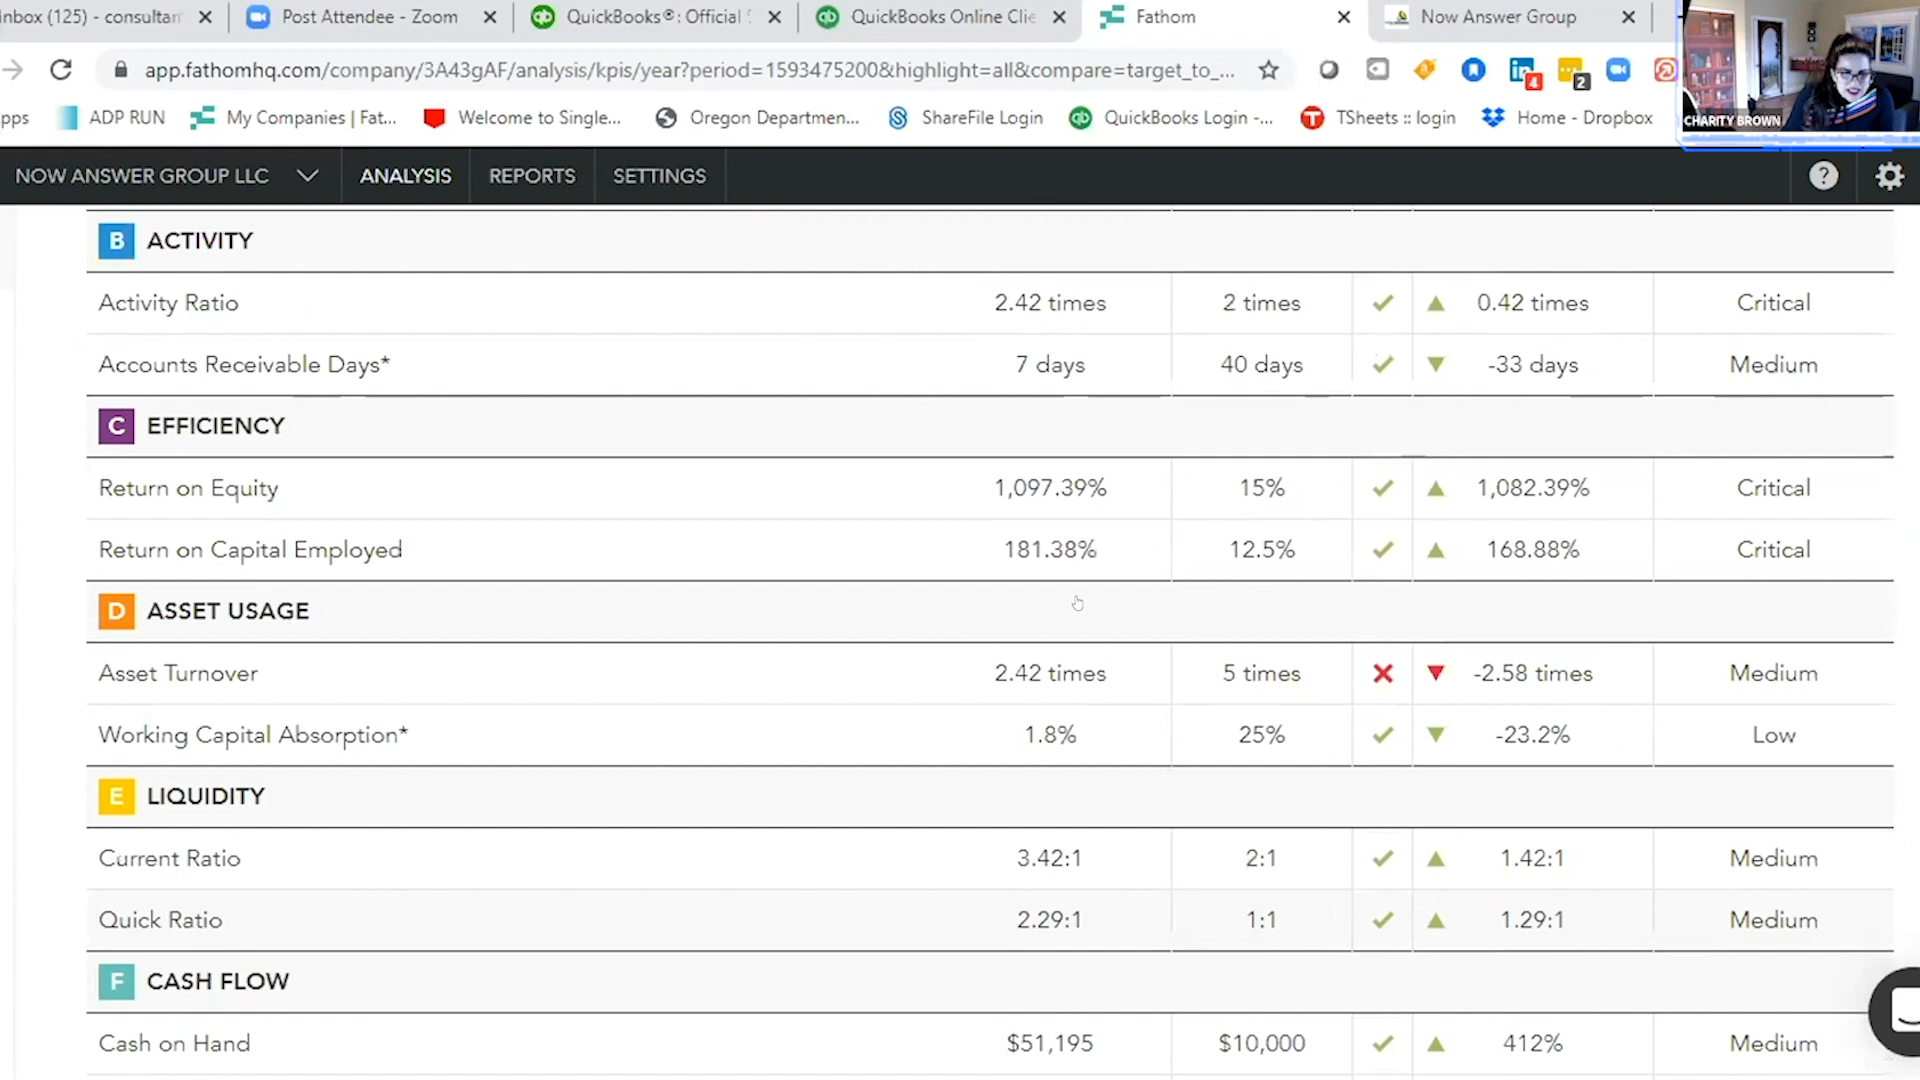 nbox (125) - consultan
Post Attendee - Zoom
QuickBooks®: Official
QuickBooks Online Clie
Fathom
Now Answer Group
app.fathomhq.com/company/3A43gAF/analysis/kpis/year?period=1593475200&highlight=all&compare=target_to_...
4
2
pps
ADP RUN
My Companies | Fat...
Welcome to Single...
Oregon Departmen...
ShareFile Login
QuickBooks Login -...
TSheets :: login
Home - Dropbox
CHARITY BROWN
NOW ANSWER GROUP LLC
ANALYSIS
REPORTS
SETTINGS
?
B ACTIVITY
Activity Ratio 2.42 times 2 times 0.42 times Critical
Accounts Receivable Days* 7 days 40 days -33 days Medium
C EFFICIENCY
Return on Equity 1,097.39% 15% 1,082.39% Critical
Return on Capital Employed 181.38% 12.5% 168.88% Critical
D ASSET USAGE
Asset Turnover 2.42 times 5 times -2.58 times Medium
Working Capital Absorption* 1.8% 25% -23.2% Low
E LIQUIDITY
Current Ratio 3.42:1 2:1 1.42:1 Medium
Quick Ratio 2.29:1 1:1 1.29:1 Medium
F CASH FLOW
Cash on Hand $51,195 $10,000 412% Medium